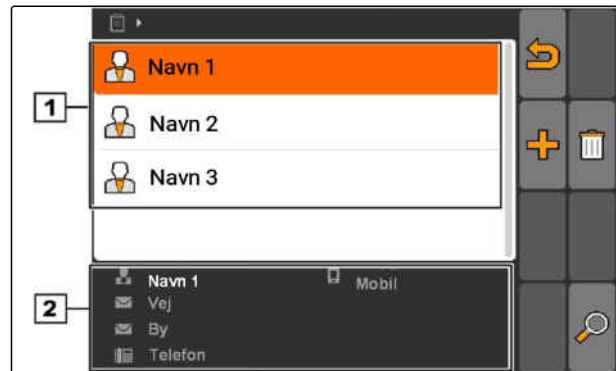 Navn 1
1
Navn 2
Navn 3
Navn 1
Mobil
Vej
2
By
Telefon